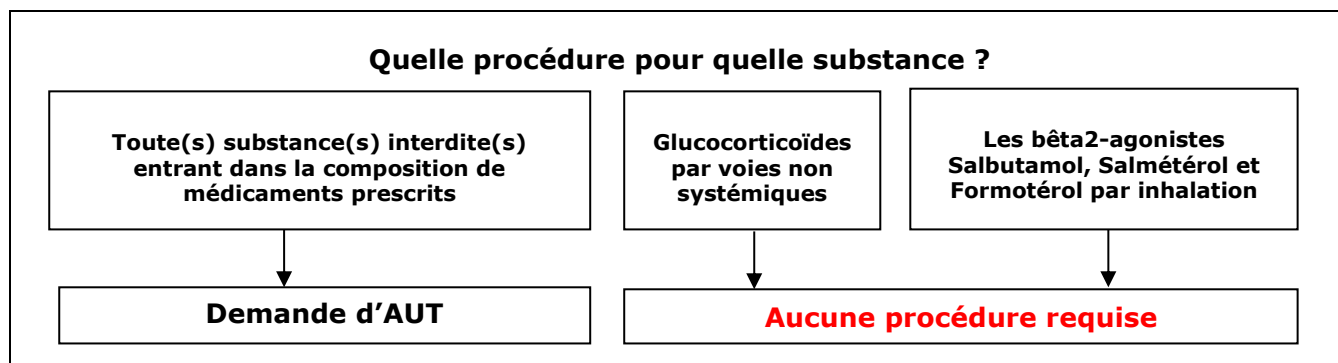 Quelle procédure pour quelle substance ?
Toute(s) substance(s) interdite(s)
entrant dans la composition de
médicaments prescrits
Glucocorticoïdes
par voies non
systémiques
Les bêta2-agonistes
Salbutamol, Salmétérol et
Formotérol par inhalation
Demande d’AUT
Aucune procédure requise